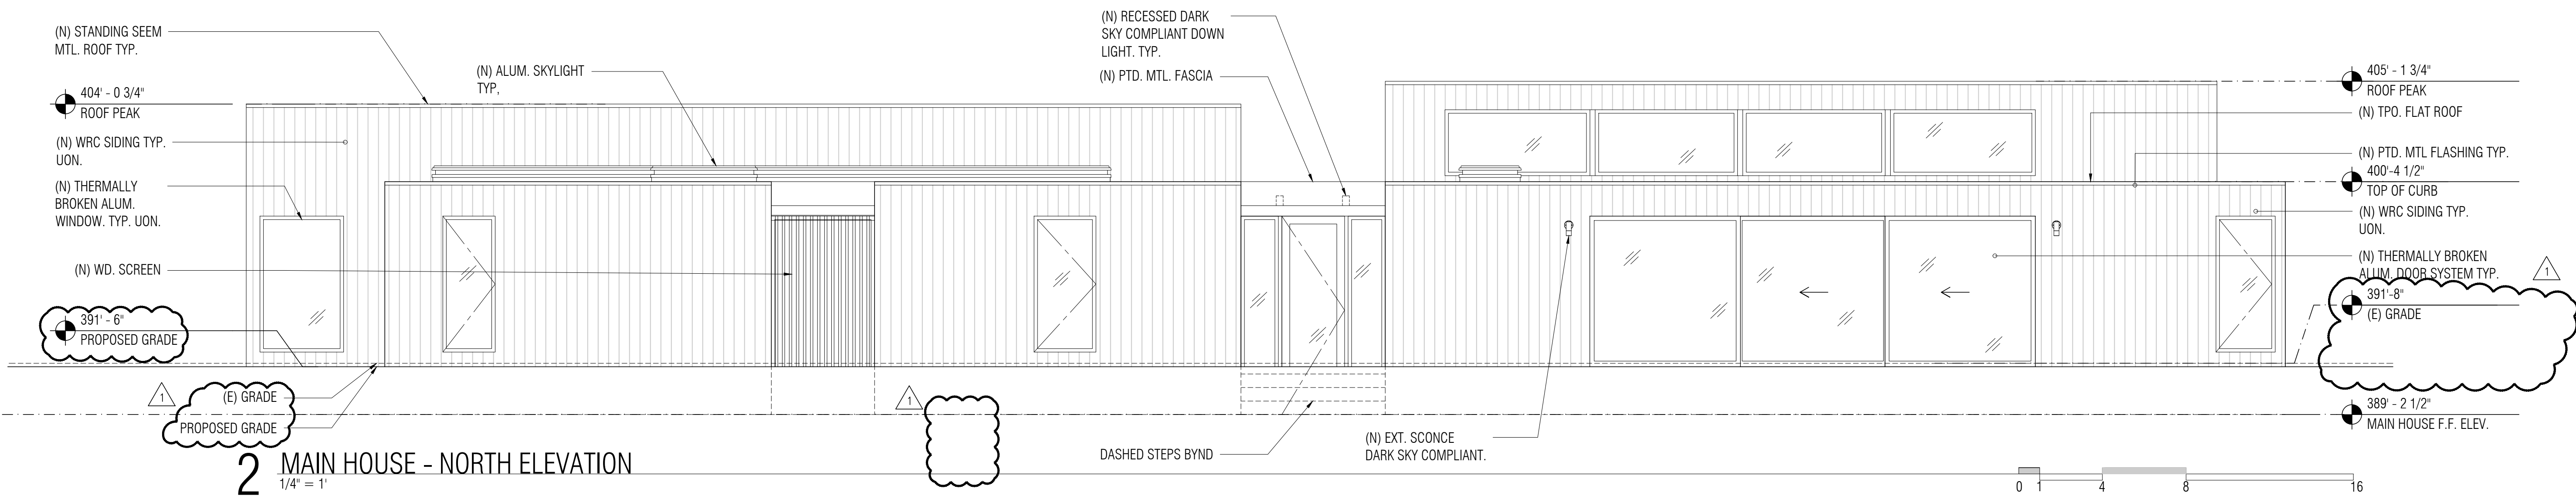 (N) STANDING SEEM
MTL. ROOF TYP.
404' - 0 3/4"
ROOF PEAK
(N) WRC SIDING TYP.
UON.
(N) THERMALLY
BROKEN ALUM.
WINDOW. TYP. UON.
(N) WD. SCREEN
391' - 6"
PROPOSED GRADE
1
(E) GRADE
PROPOSED GRADE
(N) ALUM. SKYLIGHT
TYP,
(N) RECESSED DARK
SKY COMPLIANT DOWN
LIGHT. TYP.
(N) PTD. MTL. FASCIA
1
DASHED STEPS BYND
(N) EXT. SCONCE
DARK SKY COMPLIANT.
405' - 1 3/4"
ROOF PEAK
(N) TPO. FLAT ROOF
(N) PTD. MTL FLASHING TYP.
400'-4 1/2"
TOP OF CURB
(N) WRC SIDING TYP.
UON.
(N) THERMALLY BROKEN
ALUM. DOOR SYSTEM TYP.
1
391'-8"
(E) GRADE
389' - 2 1/2"
MAIN HOUSE F.F. ELEV.
2 MAIN HOUSE - NORTH ELEVATION
1/4" = 1'
0 1 4 8 16